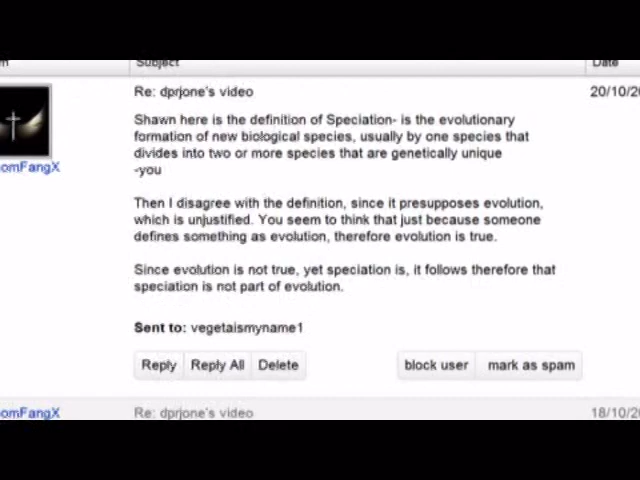 Subject
Date
Re: dprjone's video
20/10/20
Shawn here is the definition of Speciation- is the evolutionary
formation of new biological species, usually by one species that
divides into two or more species that are genetically unique
-you
omFangX
Then I disagree with the definition, since it presupposes evolution,
which is unjustified. You seem to think that just because someone
defines something as evolution, therefore evolution is true.
Since evolution is not true, yet speciation is, it follows therefore that
speciation is not part of evolution.
Sent to: vegetaismyname1
Reply Reply All Delete block user mark as spam
omFangX Re: dprjone's video 18/10/20